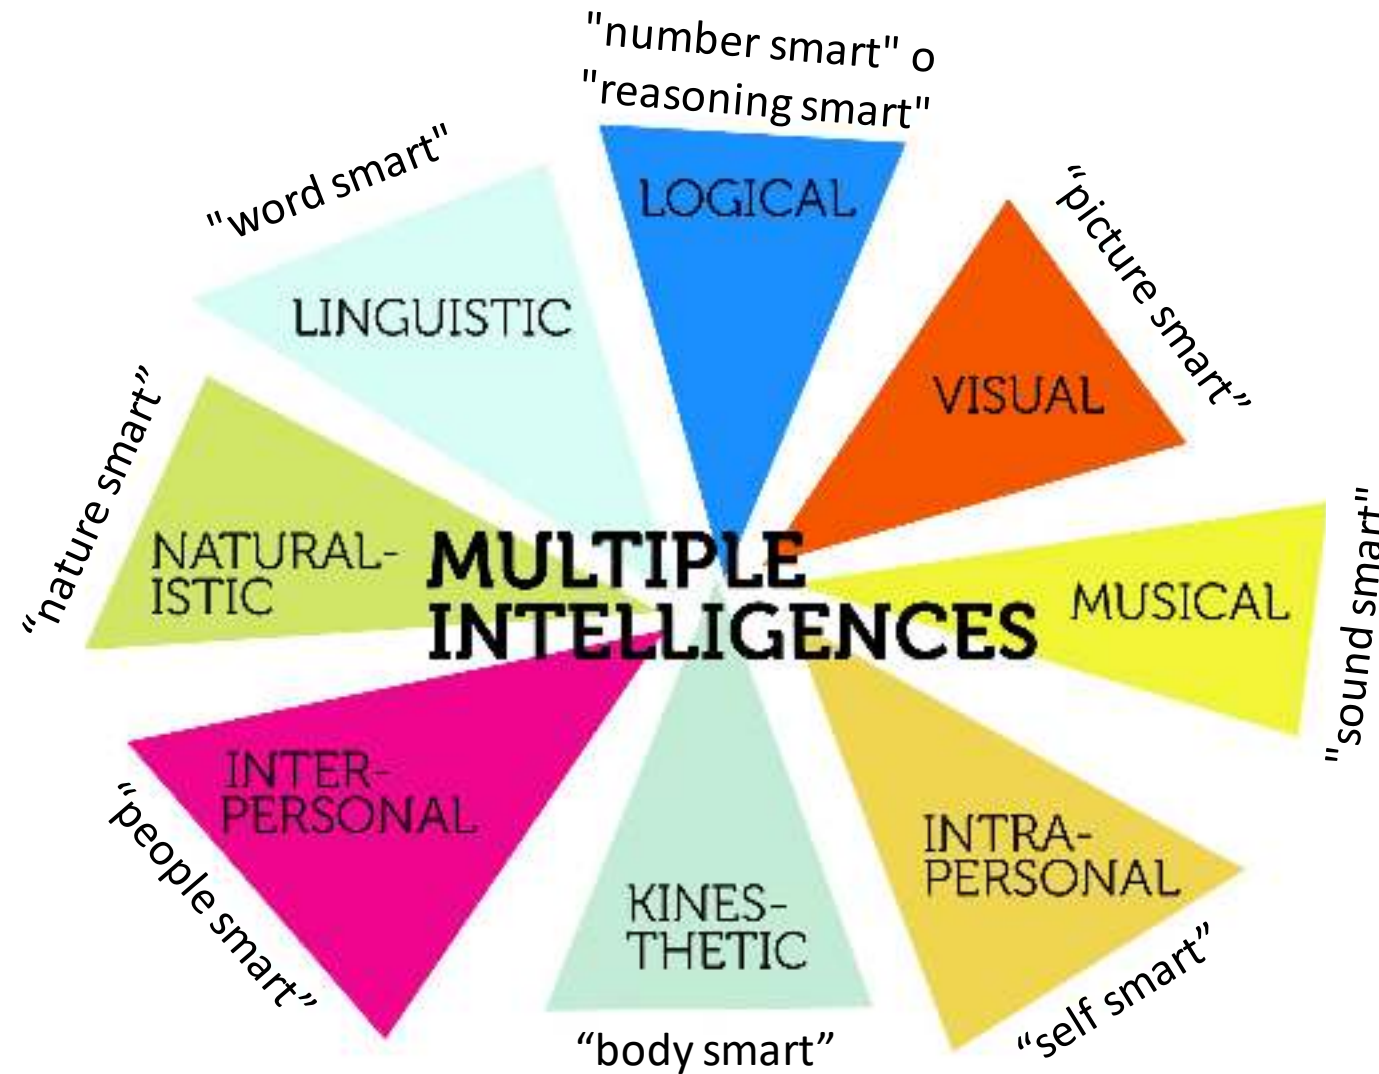 "number smart" o
"reasoning smart"
LOGICAL
"picture smart"
VISUAL
"sound smart"
MUSICAL
INTRA-
PERSONAL
"self smart"
KINES-
THETIC
"body smart"
INTER-
PERSONAL
"people smart"
NATURAL-
ISTIC
"nature smart"
"word smart"
LINGUISTIC
MULTIPLE
INTELLIGENCES